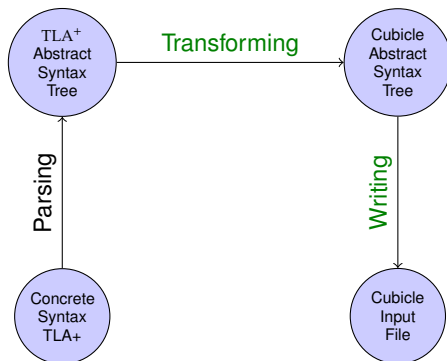 TLA+
Abstract
Syntax
Tree
Transforming
Cubicle
Abstract
Syntax
Tree
Parsing
Writing
Concrete
Syntax
TLA+
Cubicle
Input
File